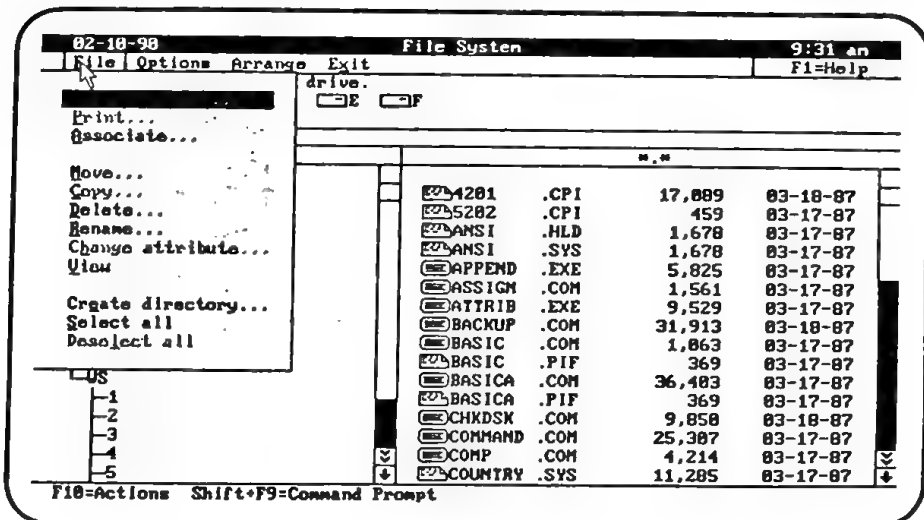 02-10-90 File System 9:31 am
File Options Arrange Exit F1=Help
drive.
E F
Print...
Associate...
Move...
Copy...
Delete...
Rename...
Change attribute...
View
Create directory...
Select all
Deselect all
*.*
4201 .CPI 17,089 03-18-87
5202 .CPI 459 03-17-87
ANSI .HLD 1,678 03-17-87
ANSI .SYS 1,678 03-17-87
APPEND .EXE 5,825 03-17-87
ASSIGN .COM 1,561 03-17-87
ATTRIB .EXE 9,529 03-17-87
BACKUP .COM 31,913 03-18-87
BASIC .COM 1,063 03-17-87
BASIC .PIF 369 03-17-87
BASICA .COM 36,403 03-17-87
BASICA .PIF 369 03-17-87
CHKDSK .COM 9,850 03-18-87
COMMAND .COM 25,307 03-17-87
COMP .COM 4,214 03-17-87
COUNTRY .SYS 11,285 03-17-87
1
2
3
4
5
F10=Actions Shift+F9=Command Prompt